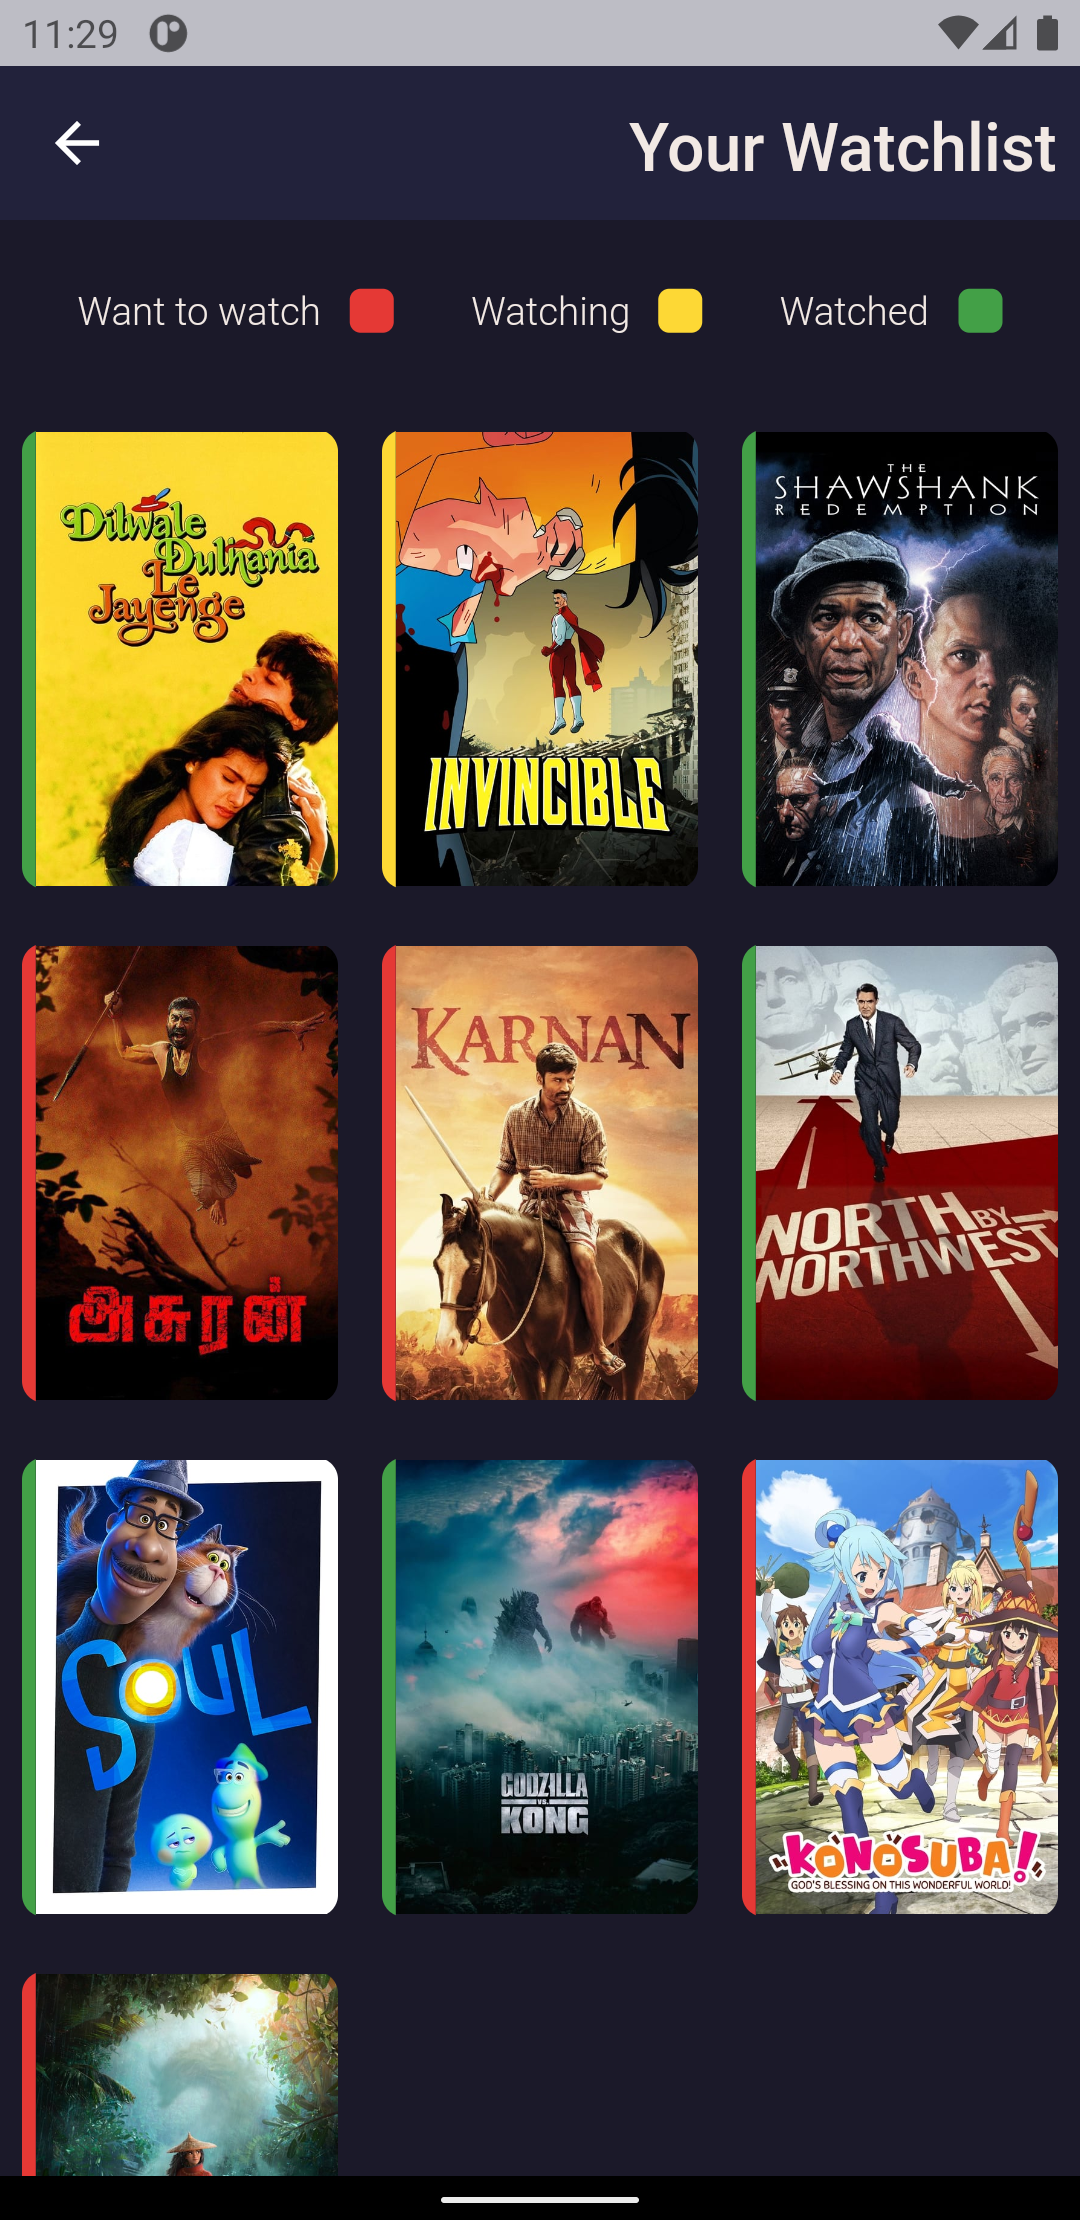 11:29
Your Watchlist
Want to watch
Watching
Watched
Dilwale
Dulhania
Le
Jayenge
INVINCIBLE
THE
SHAWSHANK
REDEMPTION
அசுரன்
KARNAN
NORTH BY
NORTHWEST
SOUL
GODZILLA
VS.
KONG
KONOSUBA!
GOD'S BLESSING ON THIS WONDERFUL WORLD!